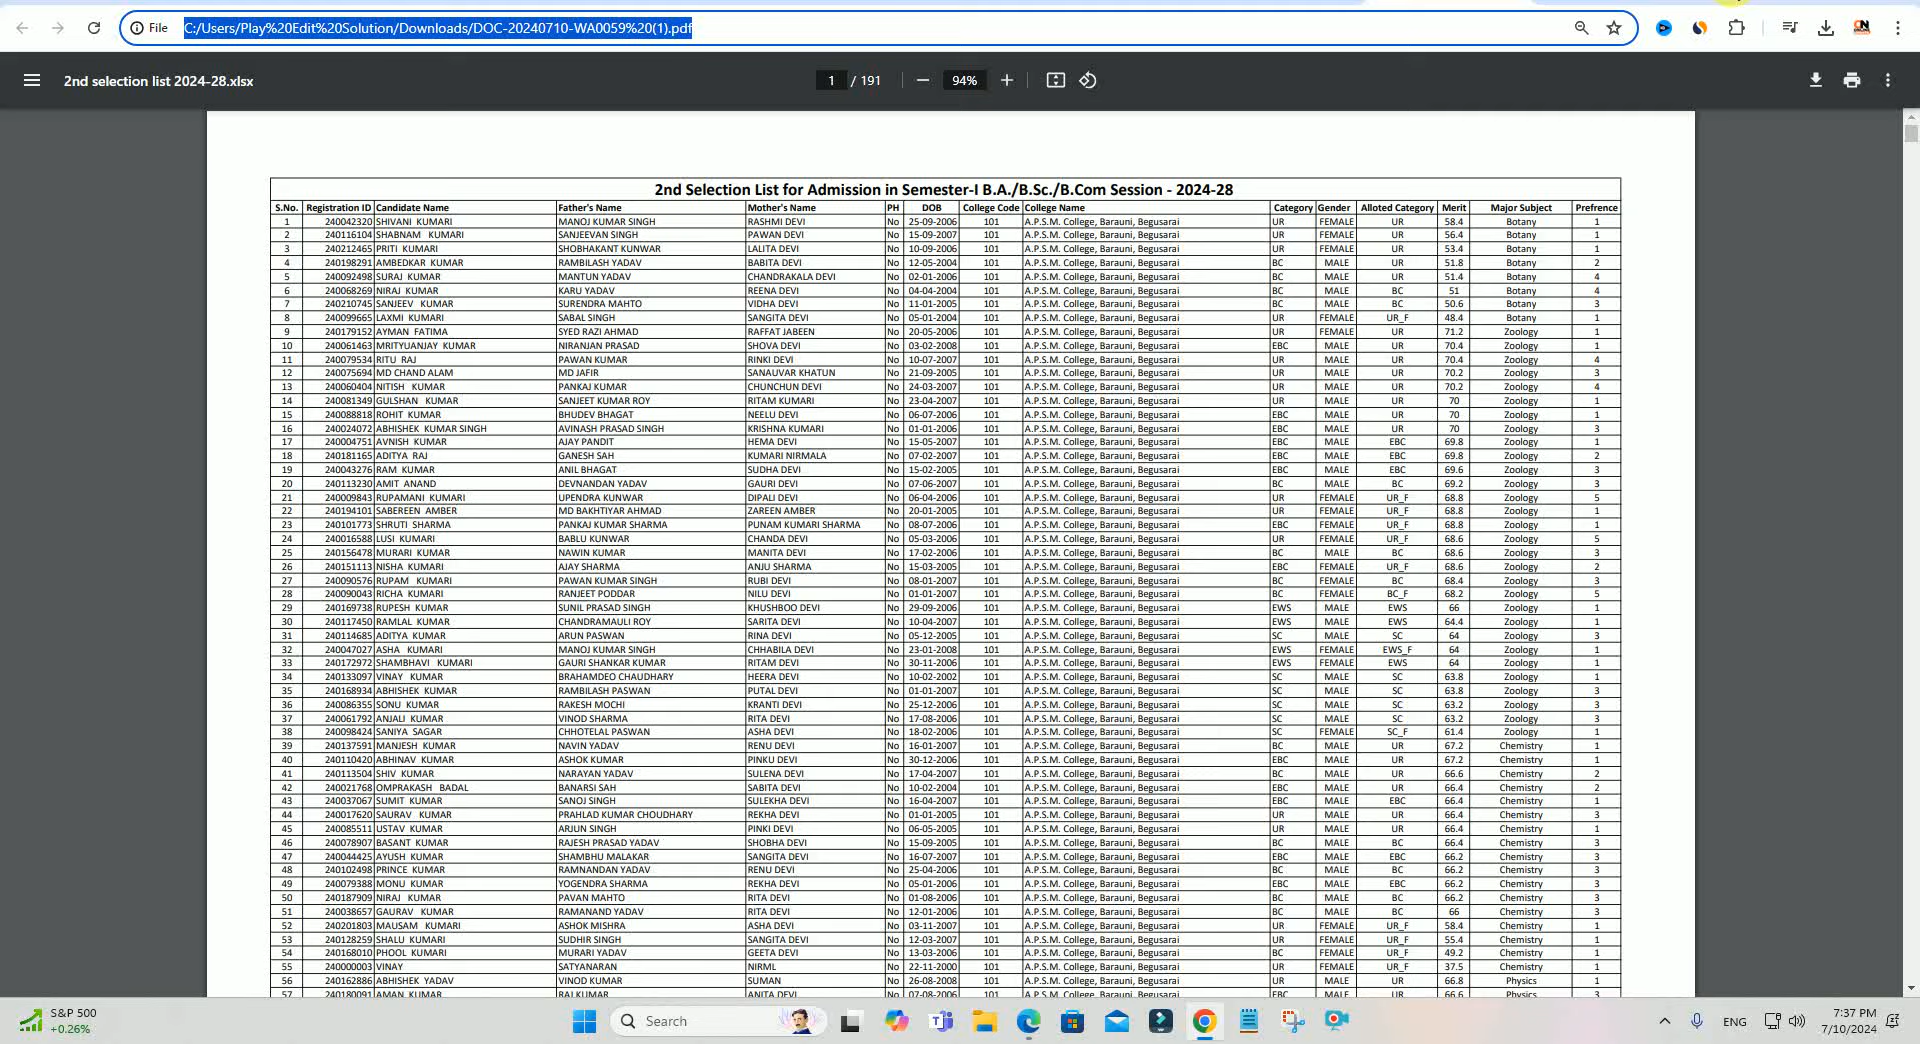 File C:/Users/Play%20Edit%20Solution/Downloads/DOC-20240710-WA0059%20(1).pdf
2nd selection list 2024-28.xlsx 1 / 191 94%
2nd Selection List for Admission in Semester-I B.A./B.Sc./B.Com Session - 2024-28
S.No. Registration ID Candidate Name Father's Name Mother's Name PH DOB College Code College Name Category Gender Alloted Category Merit Major Subject Prefrence
1 240042320 SHIVANI KUMARI MANOJ KUMAR SINGH RASHMI DEVI No 25-09-2006 101 A.P.S.M. College, Barauni, Begusarai UR FEMALE UR 58.4 Botany 1
2 240116104 SHABNAM KUMARI SANJEEVAN SINGH PAWAN DEVI No 15-09-2007 101 A.P.S.M. College, Barauni, Begusarai UR FEMALE UR 56.4 Botany 1
3 240212465 PRITI KUMARI SHOBHAKANT KUNWAR LALITA DEVI No 10-09-2006 101 A.P.S.M. College, Barauni, Begusarai UR FEMALE UR 53.4 Botany 1
4 240198291 AMBEDKAR KUMAR RAMBILASH YADAV BABITA DEVI No 12-05-2004 101 A.P.S.M. College, Barauni, Begusarai BC MALE UR 51.8 Botany 2
5 240092498 SURAJ KUMAR MANTUN YADAV CHANDRAKALA DEVI No 02-01-2006 101 A.P.S.M. College, Barauni, Begusarai BC MALE UR 51.4 Botany 4
6 240068269 NIRAJ KUMAR KARU YADAV REENA DEVI No 04-04-2004 101 A.P.S.M. College, Barauni, Begusarai BC MALE BC 51 Botany 4
7 240210745 SANJEEV KUMAR SURENDRA MAHTO VIDHA DEVI No 11-01-2005 101 A.P.S.M. College, Barauni, Begusarai BC MALE BC 50.6 Botany 3
8 240099665 LAXMI KUMARI SABAL SINGH SANGITA DEVI No 05-01-2004 101 A.P.S.M. College, Barauni, Begusarai UR FEMALE UR_F 48.4 Botany 1
9 240179152 AYMAN FATIMA SYED RAZI AHMAD RAFFAT JABEEN No 20-05-2006 101 A.P.S.M. College, Barauni, Begusarai UR FEMALE UR 71.2 Zoology 1
10 240061463 MRITYUANJAY KUMAR NIRANJAN PRASAD SHOVA DEVI No 03-02-2008 101 A.P.S.M. College, Barauni, Begusarai EBC MALE UR 70.4 Zoology 1
11 240079534 RITU RAJ PAWAN KUMAR RINKI DEVI No 10-07-2007 101 A.P.S.M. College, Barauni, Begusarai UR MALE UR 70.4 Zoology 4
12 240075694 MD CHAND ALAM MD JAFIR SANAUVAR KHATUN No 21-09-2005 101 A.P.S.M. College, Barauni, Begusarai UR MALE UR 70.2 Zoology 3
13 240060404 NITISH KUMAR PANKAJ KUMAR CHUNCHUN DEVI No 24-03-2007 101 A.P.S.M. College, Barauni, Begusarai UR MALE UR 70.2 Zoology 4
14 240081349 GULSHAN KUMAR SANJEET KUMAR ROY RITAM KUMARI No 23-04-2007 101 A.P.S.M. College, Barauni, Begusarai UR MALE UR 70 Zoology 1
15 240088818 ROHIT KUMAR BHUDEV BHAGAT NEELU DEVI No 06-07-2006 101 A.P.S.M. College, Barauni, Begusarai EBC MALE UR 70 Zoology 1
16 240024072 ABHISHEK KUMAR SINGH AVINASH PRASAD SINGH KRISHNA KUMARI No 01-01-2006 101 A.P.S.M. College, Barauni, Begusarai EBC MALE UR 70 Zoology 3
17 240004751 AVNISH KUMAR AJAY PANDIT HEMA DEVI No 15-05-2007 101 A.P.S.M. College, Barauni, Begusarai EBC MALE EBC 69.8 Zoology 1
18 240181165 ADITYA RAJ GANESH SAH KUMARI NIRMALA No 07-02-2007 101 A.P.S.M. College, Barauni, Begusarai EBC MALE EBC 69.8 Zoology 2
19 240043276 RAM KUMAR ANIL BHAGAT SUDHA DEVI No 15-02-2005 101 A.P.S.M. College, Barauni, Begusarai EBC MALE EBC 69.6 Zoology 3
20 240113230 AMIT ANAND DEVNANDAN YADAV GAURI DEVI No 07-06-2007 101 A.P.S.M. College, Barauni, Begusarai BC MALE BC 69.2 Zoology 3
21 240009843 RUPAMANI KUMARI UPENDRA KUNWAR DIPALI DEVI No 06-04-2006 101 A.P.S.M. College, Barauni, Begusarai UR FEMALE UR_F 68.8 Zoology 5
22 240194101 SABEREEN AMBER MD BAKHTIYAR AHMAD ZAREEN AMBER No 20-01-2005 101 A.P.S.M. College, Barauni, Begusarai UR FEMALE UR_F 68.8 Zoology 1
23 240101773 SHRUTI SHARMA PANKAJ KUMAR SHARMA PUNAM KUMARI SHARMA No 08-07-2006 101 A.P.S.M. College, Barauni, Begusarai EBC FEMALE UR_F 68.8 Zoology 1
24 240016588 LUSI KUMARI BABLU KUNWAR CHANDA DEVI No 05-03-2006 101 A.P.S.M. College, Barauni, Begusarai UR FEMALE UR_F 68.6 Zoology 5
25 240156478 MURARI KUMAR NAWIN KUMAR MANITA DEVI No 17-02-2006 101 A.P.S.M. College, Barauni, Begusarai BC MALE BC 68.6 Zoology 3
26 240151113 NISHA KUMARI AJAY SHARMA ANJU SHARMA No 15-03-2005 101 A.P.S.M. College, Barauni, Begusarai EBC FEMALE UR_F 68.6 Zoology 2
27 240090576 RUPAM KUMARI PAWAN KUMAR SINGH RUBI DEVI No 08-01-2007 101 A.P.S.M. College, Barauni, Begusarai BC FEMALE BC 68.4 Zoology 3
28 240090043 RICHA KUMARI RANJEET PODDAR NILU DEVI No 01-01-2007 101 A.P.S.M. College, Barauni, Begusarai BC FEMALE BC_F 68.2 Zoology 5
29 240169738 RUPESH KUMAR SUNIL PRASAD SINGH KHUSHBOO DEVI No 29-09-2006 101 A.P.S.M. College, Barauni, Begusarai EWS MALE EWS 66 Zoology 1
30 240117450 RAMLAL KUMAR CHANDRAMAULI ROY SARITA DEVI No 10-04-2007 101 A.P.S.M. College, Barauni, Begusarai EWS MALE EWS 64.4 Zoology 1
31 240114685 ADITYA KUMAR ARUN PASWAN RINA DEVI No 05-12-2005 101 A.P.S.M. College, Barauni, Begusarai SC MALE SC 64 Zoology 3
32 240047027 ASHA KUMARI MANOJ KUMAR SINGH CHHABILA DEVI No 23-01-2008 101 A.P.S.M. College, Barauni, Begusarai EWS FEMALE EWS_F 64 Zoology 1
33 240172972 SHAMBHAVI KUMARI GAURI SHANKAR KUMAR RITAM DEVI No 30-11-2006 101 A.P.S.M. College, Barauni, Begusarai EWS FEMALE EWS 64 Zoology 1
34 240133097 VINAY KUMAR BRAHAMDEO CHAUDHARY HEERA DEVI No 10-02-2002 101 A.P.S.M. College, Barauni, Begusarai SC MALE SC 63.8 Zoology 1
35 240168934 ABHISHEK KUMAR RAMBILASH PASWAN PUTAL DEVI No 01-01-2007 101 A.P.S.M. College, Barauni, Begusarai SC MALE SC 63.8 Zoology 3
36 240086355 SONU KUMAR RAKESH MOCHI KRANTI DEVI No 25-12-2006 101 A.P.S.M. College, Barauni, Begusarai SC MALE SC 63.2 Zoology 3
37 240061792 ANJALI KUMAR VINOD SHARMA RITA DEVI No 17-08-2006 101 A.P.S.M. College, Barauni, Begusarai SC MALE SC 63.2 Zoology 3
38 240098424 SANIYA SAGAR CHHOTELAL PASWAN ASHA DEVI No 18-02-2006 101 A.P.S.M. College, Barauni, Begusarai SC FEMALE SC_F 61.4 Zoology 1
39 240137591 MANJESH KUMAR NAVIN YADAV RENU DEVI No 16-01-2007 101 A.P.S.M. College, Barauni, Begusarai BC MALE UR 67.2 Chemistry 1
40 240110420 ABHINAV KUMAR ASHOK KUMAR PINKU DEVI No 30-12-2006 101 A.P.S.M. College, Barauni, Begusarai EBC MALE UR 67.2 Chemistry 1
41 240113504 SHIV KUMAR NARAYAN YADAV SULENA DEVI No 17-04-2007 101 A.P.S.M. College, Barauni, Begusarai BC MALE UR 66.6 Chemistry 2
42 240021768 OMPRAKASH BADAL BANARSI SAH SABITA DEVI No 10-02-2004 101 A.P.S.M. College, Barauni, Begusarai EBC MALE UR 66.4 Chemistry 2
43 240037067 SUMIT KUMAR SANOJ SINGH SULEKHA DEVI No 16-04-2007 101 A.P.S.M. College, Barauni, Begusarai EBC MALE EBC 66.4 Chemistry 1
44 240017620 SAURAV KUMAR PRAHLAD KUMAR CHOUDHARY REKHA DEVI No 01-01-2005 101 A.P.S.M. College, Barauni, Begusarai UR MALE UR 66.4 Chemistry 3
45 240085511 USTAV KUMAR ARJUN SINGH PINKI DEVI No 06-05-2005 101 A.P.S.M. College, Barauni, Begusarai UR MALE UR 66.4 Chemistry 1
46 240078907 BASANT KUMAR RAJESH PRASAD YADAV SHOBHA DEVI No 15-09-2005 101 A.P.S.M. College, Barauni, Begusarai BC MALE BC 66.4 Chemistry 3
47 240044425 AYUSH KUMAR SHAMBHU MALAKAR SANGITA DEVI No 16-07-2007 101 A.P.S.M. College, Barauni, Begusarai EBC MALE EBC 66.2 Chemistry 3
48 240102498 PRINCE KUMAR RAMNANDAN YADAV RENU DEVI No 25-04-2006 101 A.P.S.M. College, Barauni, Begusarai BC MALE BC 66.2 Chemistry 3
49 240079388 MONU KUMAR YOGENDRA SHARMA REKHA DEVI No 05-01-2006 101 A.P.S.M. College, Barauni, Begusarai EBC MALE EBC 66.2 Chemistry 3
50 240187909 NIRAJ KUMAR PAVAN MAHTO RITA DEVI No 01-08-2006 101 A.P.S.M. College, Barauni, Begusarai BC MALE BC 66.2 Chemistry 3
51 240038657 GAURAV KUMAR RAMANAND YADAV RITA DEVI No 12-01-2006 101 A.P.S.M. College, Barauni, Begusarai BC MALE BC 66 Chemistry 3
52 240201803 MAUSAM KUMARI ASHOK MISHRA ASHA DEVI No 03-11-2007 101 A.P.S.M. College, Barauni, Begusarai UR FEMALE UR_F 58.4 Chemistry 1
53 240128259 SHALU KUMARI SUDHIR SINGH SANGITA DEVI No 12-03-2007 101 A.P.S.M. College, Barauni, Begusarai UR FEMALE UR_F 55.4 Chemistry 1
54 240168010 PHOOL KUMARI MURARI YADAV GEETA DEVI No 13-03-2006 101 A.P.S.M. College, Barauni, Begusarai BC FEMALE UR_F 49.2 Chemistry 1
55 240000003 VINAY SATYANARAN NIRML No 22-11-2000 101 A.P.S.M. College, Barauni, Begusarai UR FEMALE UR_F 37.5 Chemistry 1
56 240162886 ABHISHEK YADAV VINOD KUMAR SUMAN No 26-08-2008 101 A.P.S.M. College, Barauni, Begusarai UR MALE UR 66.8 Physics 1
57 240180091 AMAN KUMAR RAJ KUMAR ANITA DEVI No 07-08-2006 101 A.P.S.M. College, Barauni, Begusarai EBC MALE UR 66.6 Physics 3
S&P 500
+0.26%
Search
ENG
7:37 PM
7/10/2024